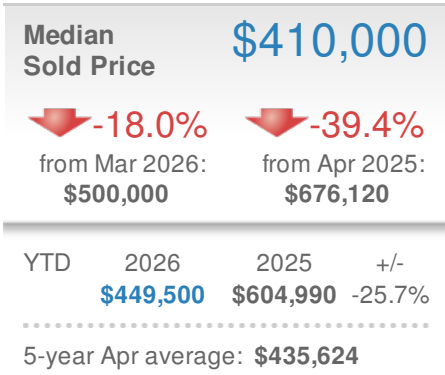 Median $410,000
Sold Price
-18.0% -39.4%
from Mar 2026: from Apr 2025:
$500,000 $676,120
YTD 2026 2025 +/-
$449,500 $604,990 -25.7%
5-year Apr average: $435,624